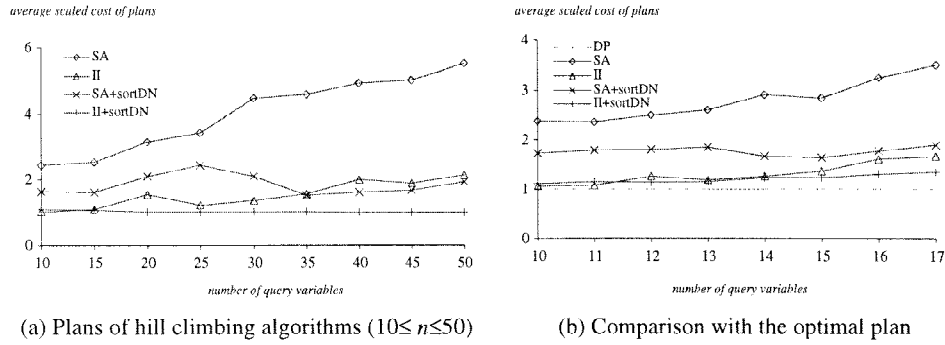 average scaled cost of plans
6
4
2
0
SA
II
SA+sortDN
II+sortDN
10 15 20 25 30 35 40 45 50
number of query variables
(a) Plans of hill climbing algorithms (10≤ n≤50)
average scaled cost of plans
4
3
2
1
0
DP
SA
II
SA+sortDN
II+sortDN
10 11 12 13 14 15 16 17
number of query variables
(b) Comparison with the optimal plan